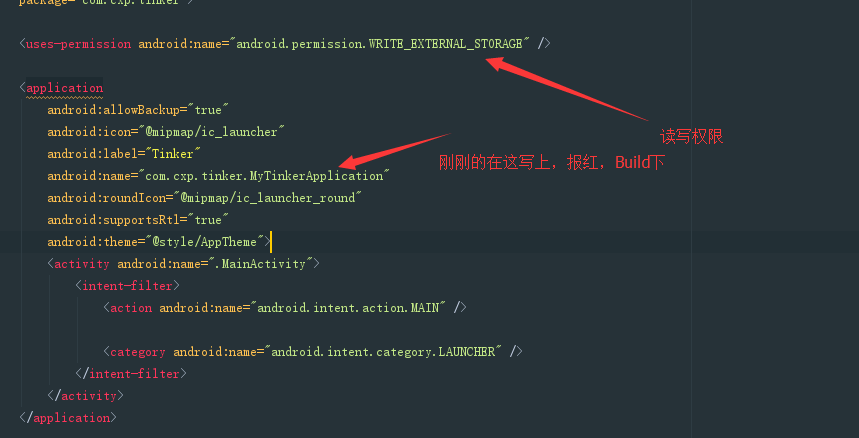 package="com.cxp.tinker">
<uses-permission android:name="android.permission.WRITE_EXTERNAL_STORAGE" />
<application
android:allowBackup="true"
android:icon="@mipmap/ic_launcher"
读写权限
android:label="Tinker"
刚刚的在这写上，报红，Build下
android:name="com.cxp.tinker.MyTinkerApplication"
android:roundIcon="@mipmap/ic_launcher_round"
android:supportsRtl="true"
android:theme="@style/AppTheme">
<activity android:name=".MainActivity">
<intent-filter>
<action android:name="android.intent.action.MAIN" />
<category android:name="android.intent.category.LAUNCHER" />
</intent-filter>
</activity>
</application>